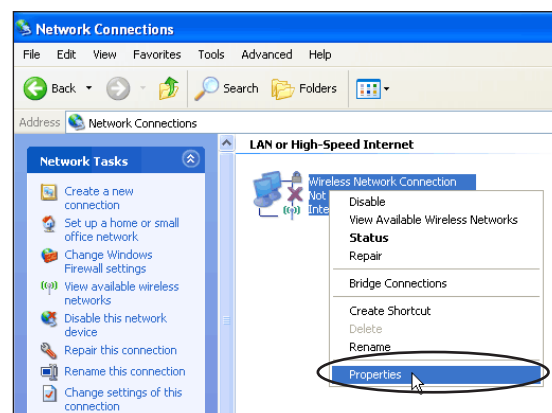 Network Connections
File Edit View Favorites Tools Advanced Help
Back Search Folders
Address Network Connections
Network Tasks
Create a new
connection
Set up a home or small
office network
Change Windows
Firewall settings
View available wireless
networks
Disable this network
device
Repair this connection
Rename this connection
Change settings of this
connection
LAN or High-Speed Internet
Wireless Network Connection
Not
Inte
Disable
View Available Wireless Networks
Status
Repair
Bridge Connections
Create Shortcut
Delete
Rename
Properties